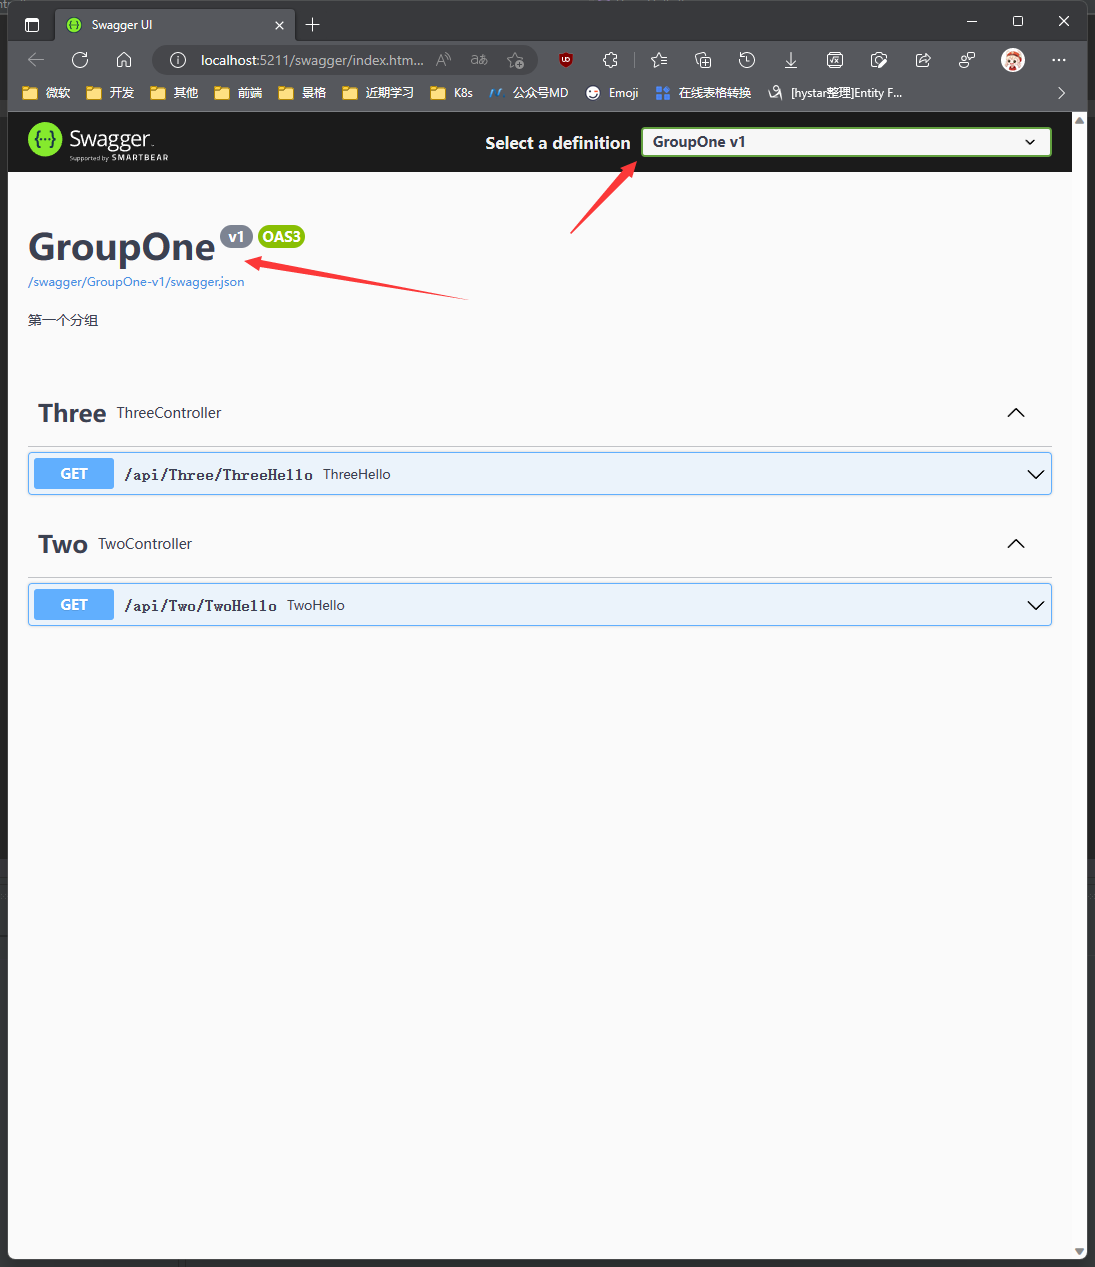 Swagger UI
localhost:5211/swagger/index.htm...
微软 开发 其他 前端 景格 近期学习 K8s 公众号MD Emoji 在线表格转换 [hystar整理]Entity F...
Swagger
Supported by SMARTBEAR
Select a definition
GroupOne v1
GroupOne v1 OAS3
/swagger/GroupOne-v1/swagger.json
第一个分组
Three ThreeController
GET /api/Three/ThreeHello ThreeHello
Two TwoController
GET /api/Two/TwoHello TwoHello